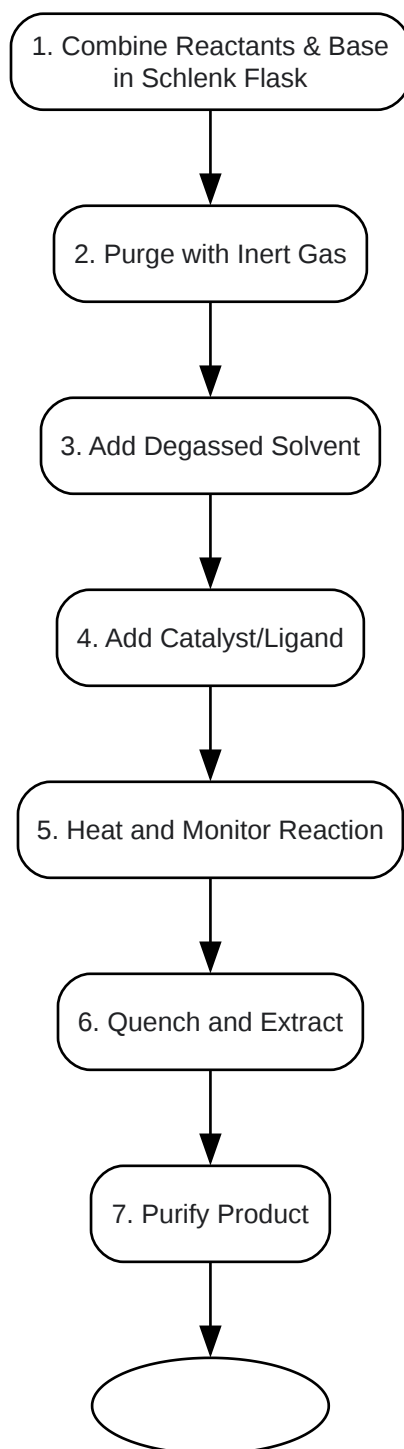 1. Combine Reactants & Base
in Schlenk Flask
2. Purge with Inert Gas
3. Add Degassed Solvent
4. Add Catalyst/Ligand
5. Heat and Monitor Reaction
6. Quench and Extract
7. Purify Product